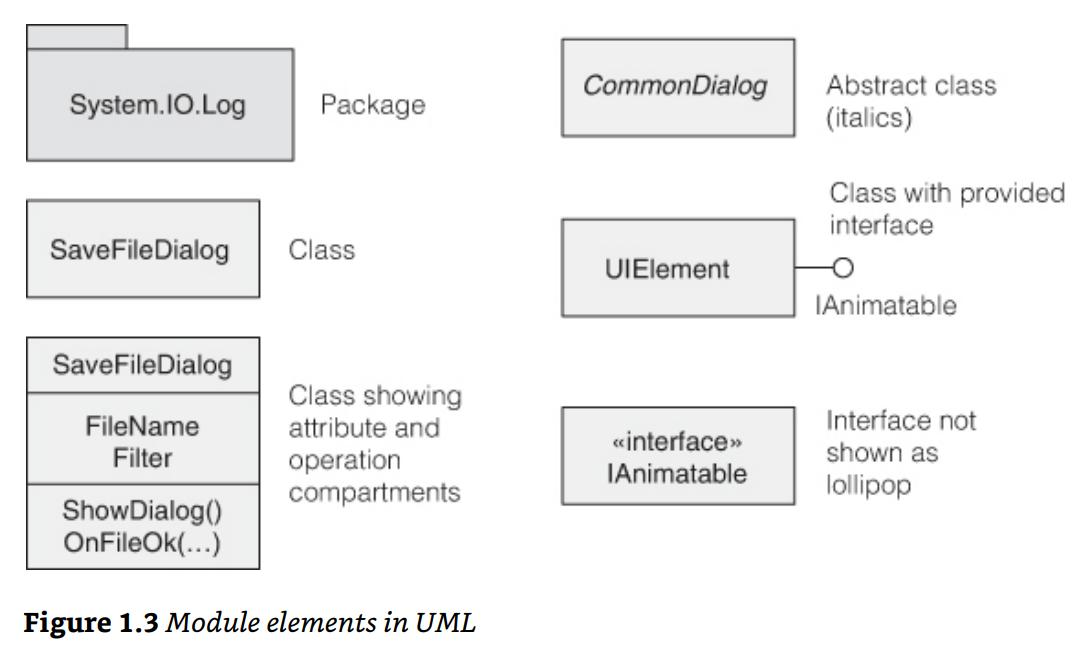 System.IO.Log
Package
SaveFileDialog
Class
SaveFileDialog
FileName
Filter
ShowDialog()
OnFileOk(…)
Class showing
attribute and
operation
compartments
CommonDialog
Abstract class
(italics)
Class with provided
interface
UIElement
IAnimatable
«interface»
IAnimatable
Interface not
shown as
lollipop
Figure 1.3 Module elements in UML